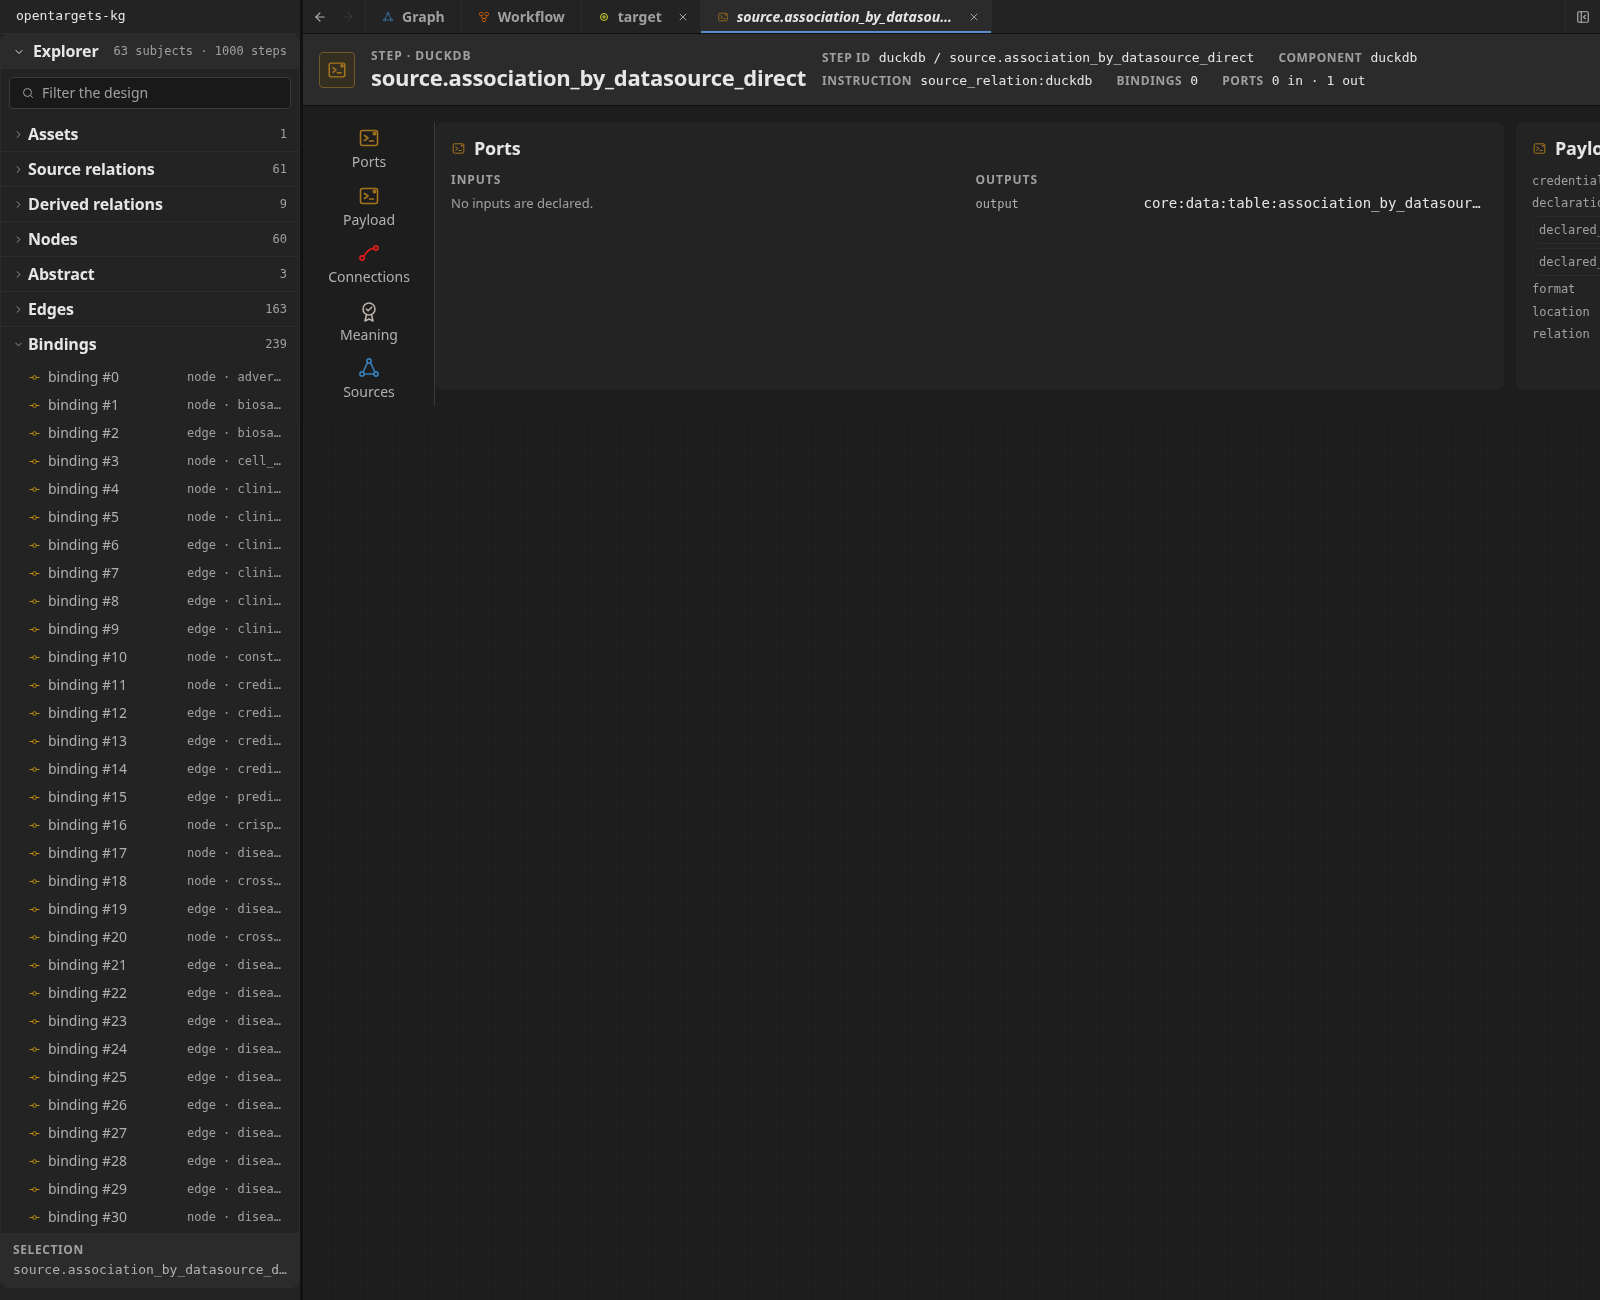 opentargets-kg
Graph
Workflow
target
source.association_by_datasou…
Explorer 63 subjects · 1000 steps
Filter the design
Assets 1
Source relations 61
Derived relations 9
Nodes 60
Abstract 3
Edges 163
Bindings 239
binding #0 node · adver…
binding #1 node · biosa…
binding #2 edge · biosa…
binding #3 node · cell_…
binding #4 node · clini…
binding #5 node · clini…
binding #6 edge · clini…
binding #7 edge · clini…
binding #8 edge · clini…
binding #9 edge · clini…
binding #10 node · const…
binding #11 node · credi…
binding #12 edge · credi…
binding #13 edge · credi…
binding #14 edge · credi…
binding #15 edge · predi…
binding #16 node · crisp…
binding #17 node · disea…
binding #18 node · cross…
binding #19 edge · disea…
binding #20 node · cross…
binding #21 edge · disea…
binding #22 edge · disea…
binding #23 edge · disea…
binding #24 edge · disea…
binding #25 edge · disea…
binding #26 edge · disea…
binding #27 edge · disea…
binding #28 edge · disea…
binding #29 edge · disea…
binding #30 node · disea…
SELECTION
source.association_by_datasource_d…
STEP · DUCKDB
source.association_by_datasource_direct
STEP ID duckdb / source.association_by_datasource_direct COMPONENT duckdb
INSTRUCTION source_relation:duckdb BINDINGS 0 PORTS 0 in · 1 out
Ports
Payload
Connections
Meaning
Sources
Ports
INPUTS
No inputs are declared.
OUTPUTS
output core:data:table:association_by_datasour…
Paylo
credential
declaratio
declared_
declared_
format
location
relation